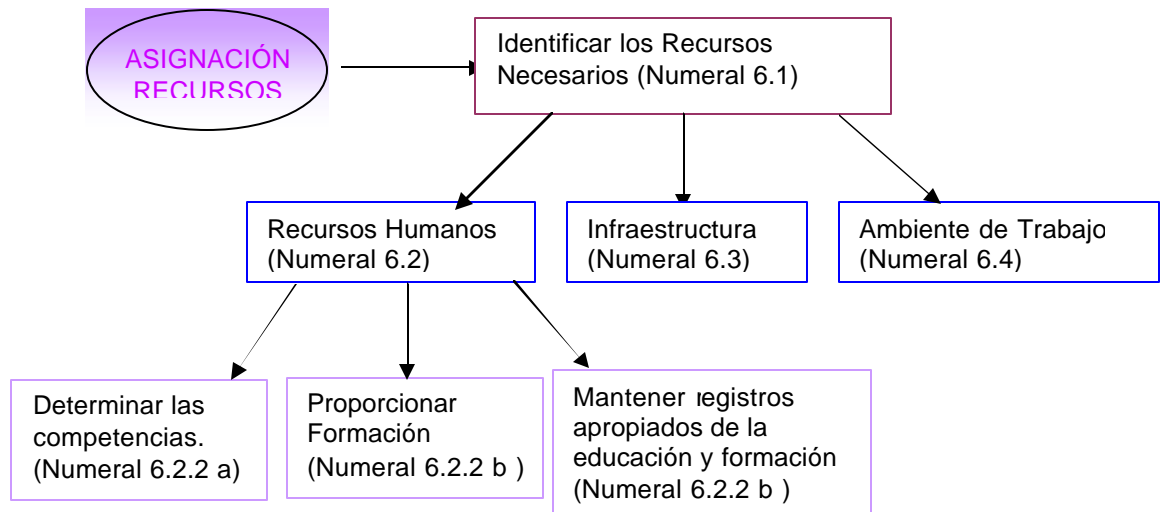 ASIGNACIÓN
RECURSOS
Identificar los Recursos
Necesarios (Numeral 6.1)
Recursos Humanos
(Numeral 6.2)
Infraestructura
(Numeral 6.3)
Ambiente de Trabajo
(Numeral 6.4)
Determinar las
competencias.
(Numeral 6.2.2 a)
Proporcionar
Formación
(Numeral 6.2.2 b )
Mantener registros
apropiados de la
educación y formación
(Numeral 6.2.2 b )